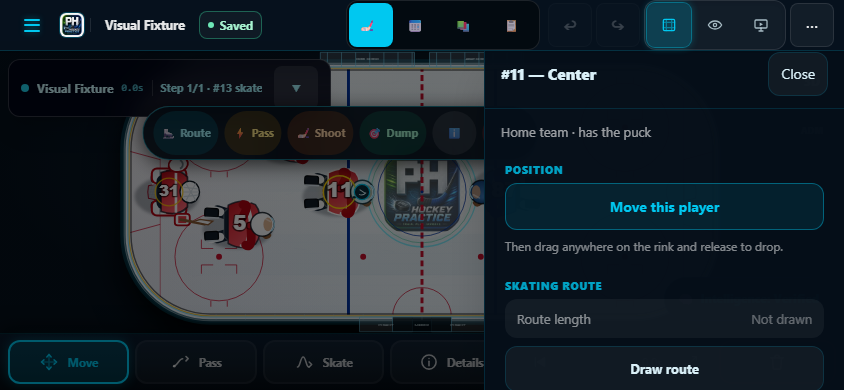 PH
Visual Fixture
Saved
...
Visual Fixture 0.0s Step 1/1 · #13 skate
Route
Pass
Shoot
Dump
31
5
11
PH
HOCKEY
PRACTICE
#11 — Center
Close
Home team · has the puck
POSITION
Move this player
Then drag anywhere on the rink and release to drop.
SKATING ROUTE
Route length Not drawn
Draw route
Move
Pass
Skate
Details